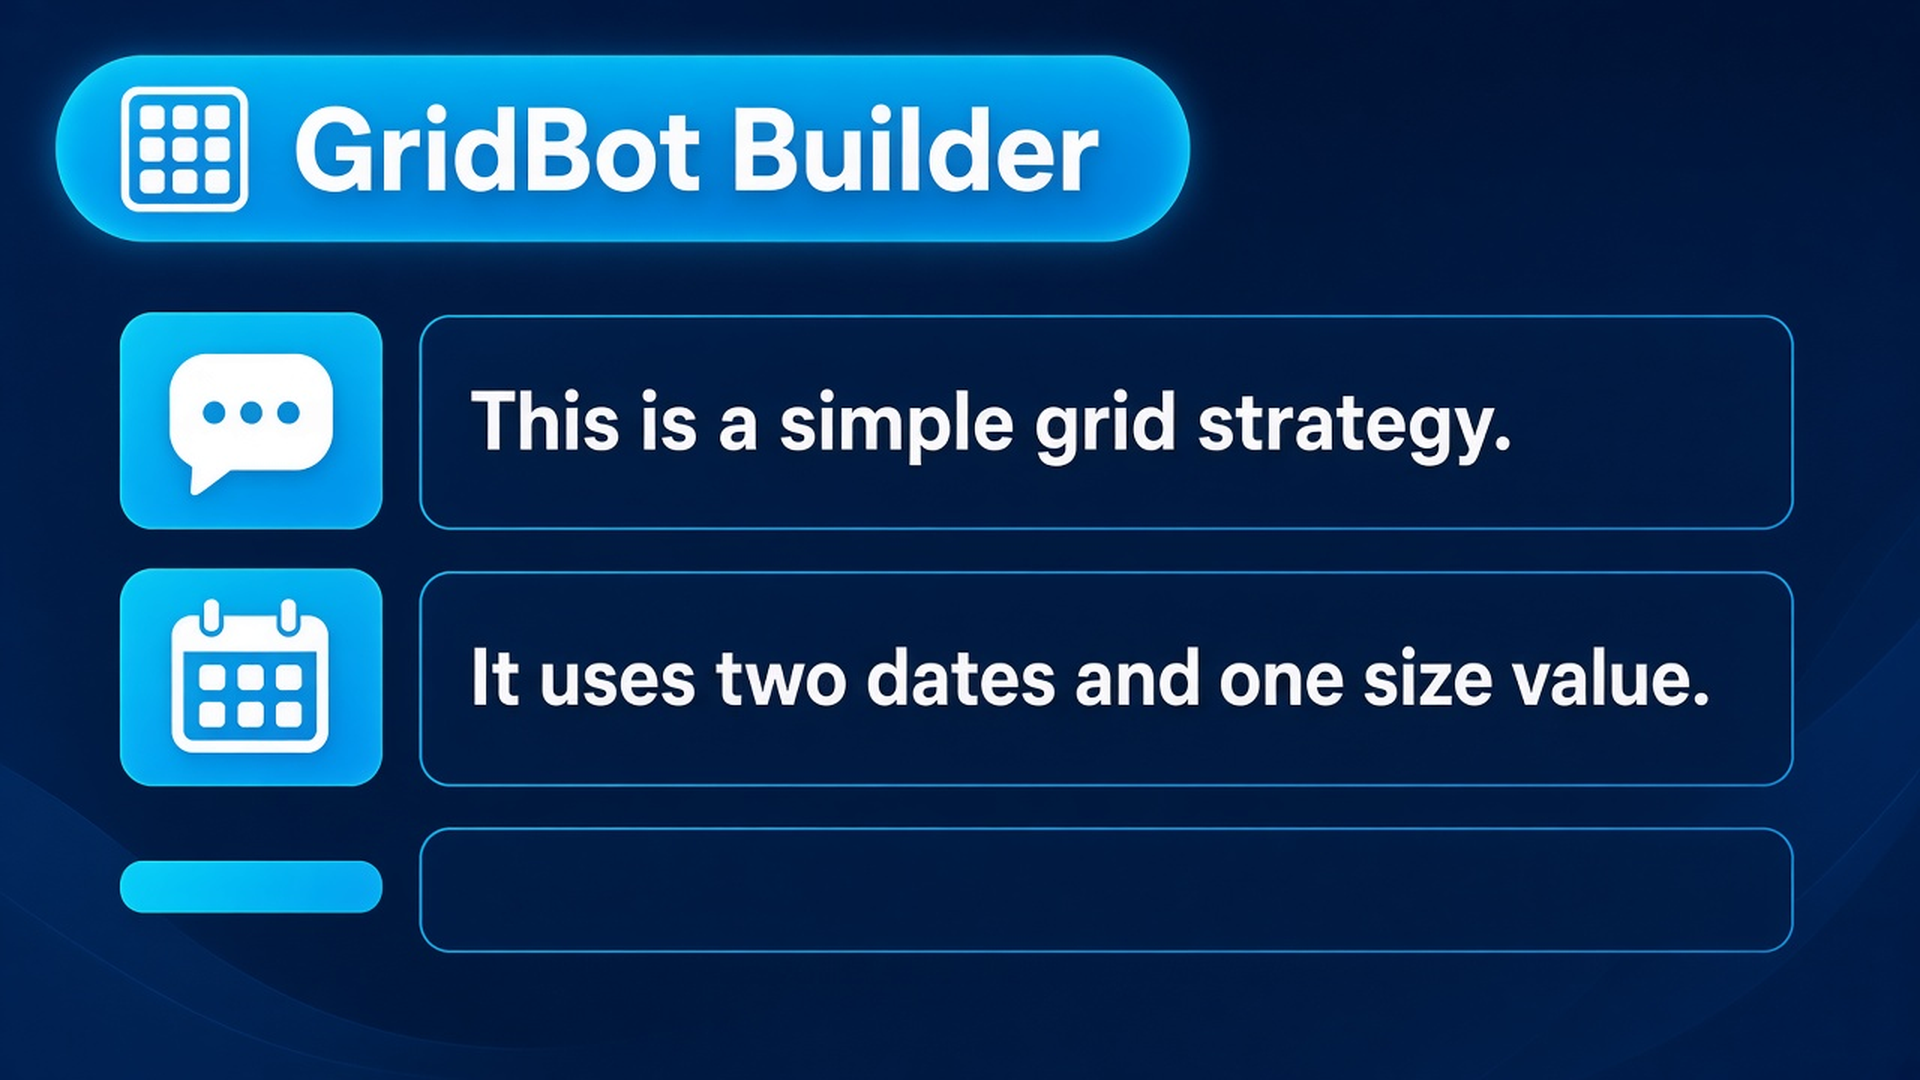 GridBot Builder
This is a simple grid strategy.
It uses two dates and one size value.